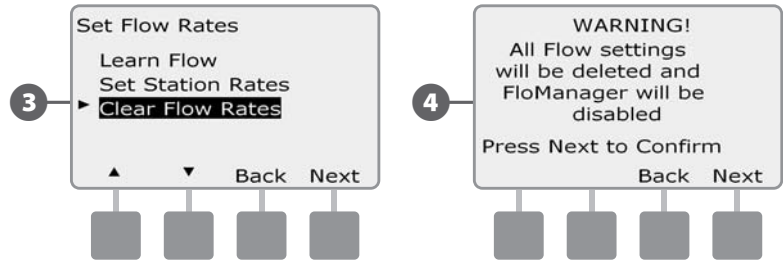 Set Flow Rates
Learn Flow
Set Station Rates
► Clear Flow Rates
▲ ▼ Back Next
3
WARNING!
All Flow settings
will be deleted and
FloManager will be
disabled
Press Next to Confirm
Back Next
4